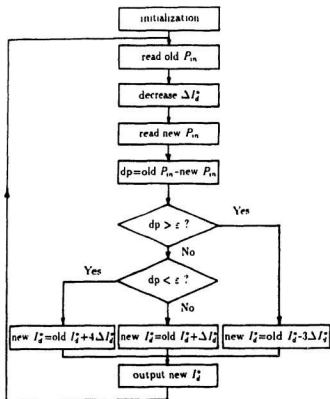 initialization
read old P_in
decrease ΔI_d*
read new P_in
dp=old P_in-new P_in
dp > ε ?
Yes
No
dp < ε ?
Yes
No
new I_d*=old I_d*+4ΔI_d*
new I_d*=old I_d*+ΔI_d*
new I_d*=old I_d*-3ΔI_d*
output new I_d*